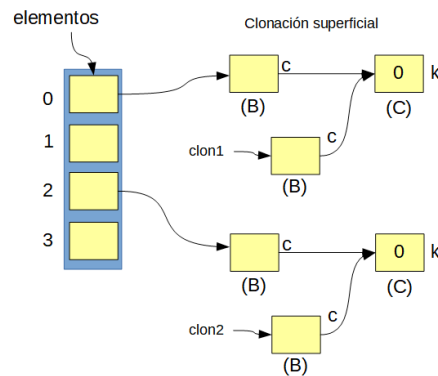 elementos
Clonación superficial
0
1
2
3
c
0
k
(B)
(C)
c
clon1
(B)
c
0
k
(B)
(C)
c
clon2
(B)